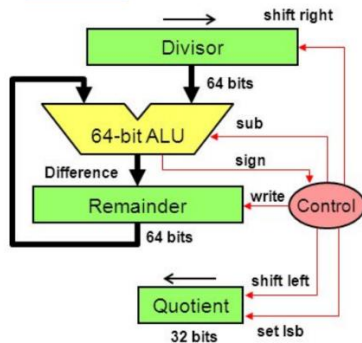 shift right
Divisor
64 bits
64-bit ALU
sub
sign
Difference
Remainder
write
Control
64 bits
shift left
Quotient
32 bits
set lsb